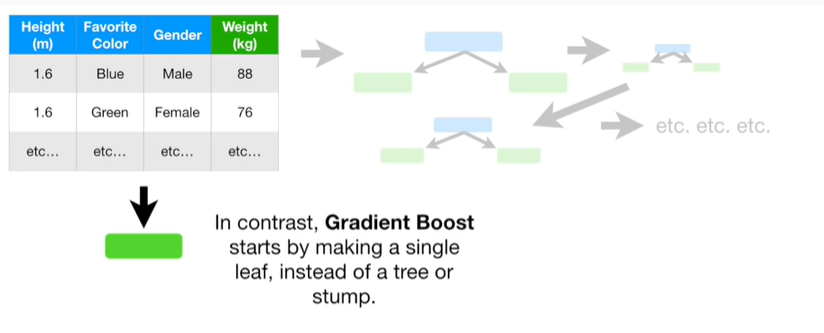 Height (m) Favorite Color Gender Weight (kg)
1.6 Blue Male 88
1.6 Green Female 76
etc... etc... etc... etc...
etc. etc. etc.
In contrast, Gradient Boost
starts by making a single
leaf, instead of a tree or
stump.